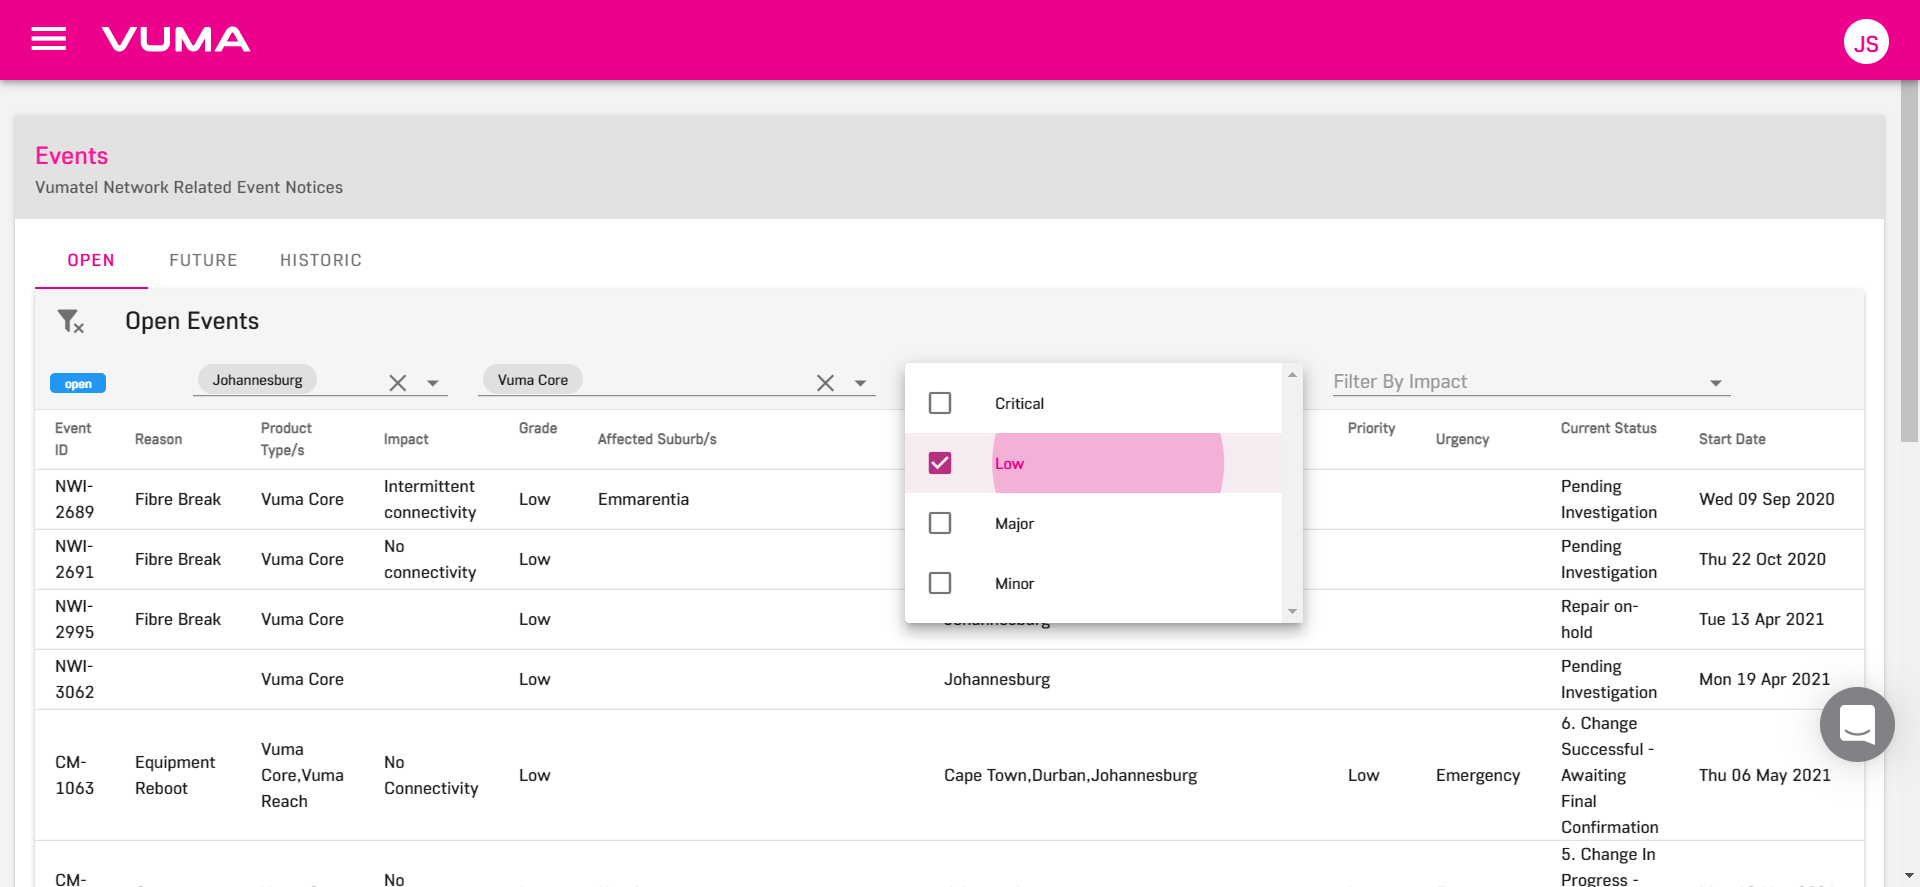 VUMA
JS
Events
Vumatel Network Related Event Notices
OPEN FUTURE HISTORIC
Open Events
open Johannesburg Vuma Core Filter By Impact
Critical
Low
Major
Minor
Event ID Reason Product Type/s Impact Grade Affected Suburb/s Priority Urgency Current Status Start Date
NWI-2689 Fibre Break Vuma Core Intermittent connectivity Low Emmarentia Pending Investigation Wed 09 Sep 2020
NWI-2691 Fibre Break Vuma Core No connectivity Low Pending Investigation Thu 22 Oct 2020
NWI-2995 Fibre Break Vuma Core Low Johannesburg Repair on-hold Tue 13 Apr 2021
NWI-3062 Vuma Core Low Johannesburg Pending Investigation Mon 19 Apr 2021
CM-1063 Equipment Reboot Vuma Core,Vuma Reach No Connectivity Low Cape Town,Durban,Johannesburg Low Emergency 6. Change Successful - Awaiting Final Confirmation Thu 06 May 2021
CM- No 5. Change In Progress -